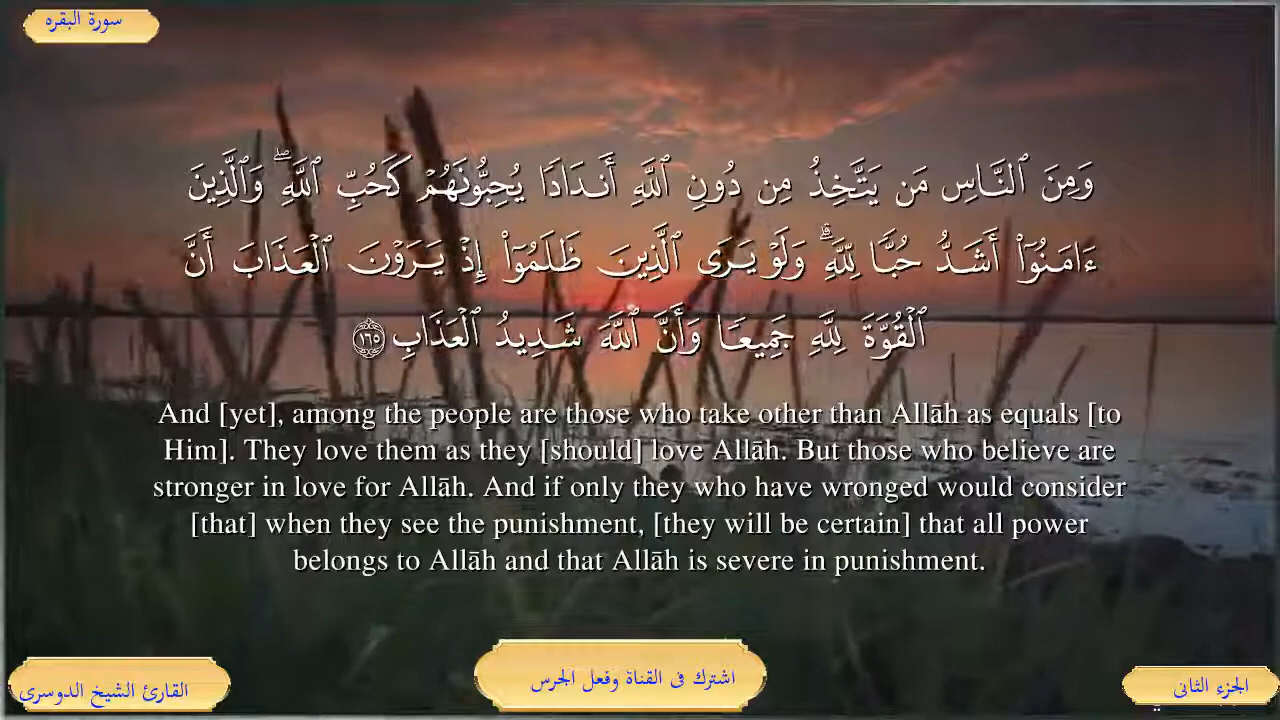 سورة البقره
وَمِنَ ٱلنَّاسِ مَن يَتَّخِذُ مِن دُونِ ٱللَّهِ أَندَادًا يُحِبُّونَهُمْ كَحُبِّ ٱللَّهِۖ وَٱلَّذِينَ
ءَامَنُوٓا۟ أَشَدُّ حُبًّا لِّلَّهِۗ وَلَوْ يَرَى ٱلَّذِينَ ظَلَمُوٓا۟ إِذْ يَرَوْنَ ٱلْعَذَابَ أَنَّ
ٱلْقُوَّةَ لِلَّهِ جَمِيعًا وَأَنَّ ٱللَّهَ شَدِيدُ ٱلْعَذَابِ ١٦٥
And [yet], among the people are those who take other than Allāh as equals [to
Him]. They love them as they [should] love Allāh. But those who believe are
stronger in love for Allāh. And if only they who have wronged would consider
[that] when they see the punishment, [they will be certain] that all power
belongs to Allāh and that Allāh is severe in punishment.
الجزء الثانى
اشترك فى القناة وفعل الجرس
القارئ الشيخ الدوسرى